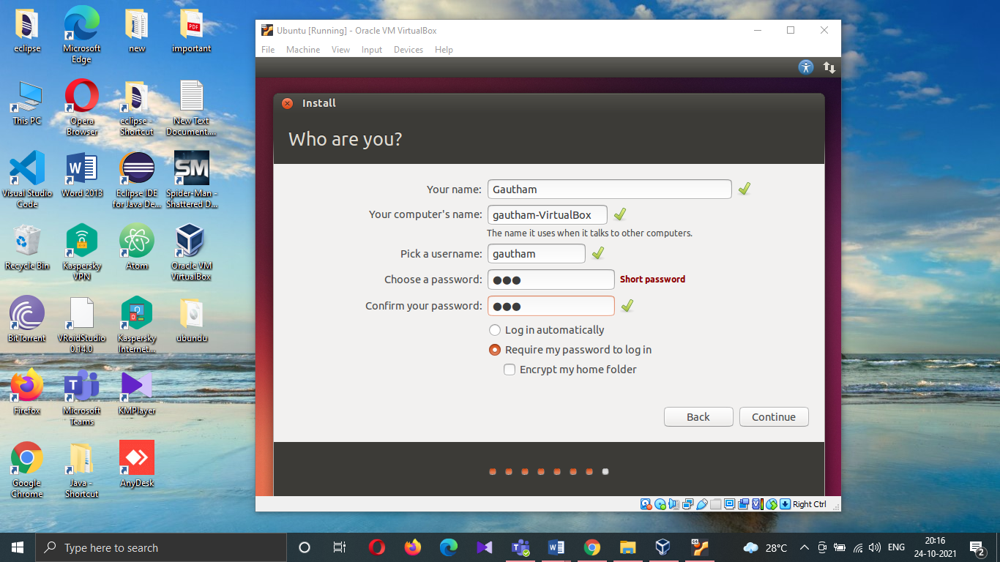 eclipse
Microsoft
Edge
new
important
PDF
This PC
Opera
Browser
eclipse -
Shortcut
New Text
Document....
Visual Studio
Code
Word 2013
Eclipse IDE
for Java De...
SM
Spider-Man -
Shattered D...
Recycle Bin
Kaspersky
VPN
Atom
Oracle VM
VirtualBox
BitTorrent
VRoidStudio
0.14.0
Kaspersky
Internet...
ubundu
Firefox
Microsoft
Teams
KMPlayer
Google
Chrome
Java -
Shortcut
AnyDesk
Ubuntu [Running] - Oracle VM VirtualBox
File Machine View Input Devices Help
Install
Who are you?
Your name: Gautham
Your computer's name: gautham-VirtualBox
The name it uses when it talks to other computers.
Pick a username: gautham
Choose a password: ●●● Short password
Confirm your password: ●●●
Log in automatically
Require my password to log in
Encrypt my home folder
Back Continue
Right Ctrl
Type here to search
28°C
ENG
20:16
24-10-2021
2